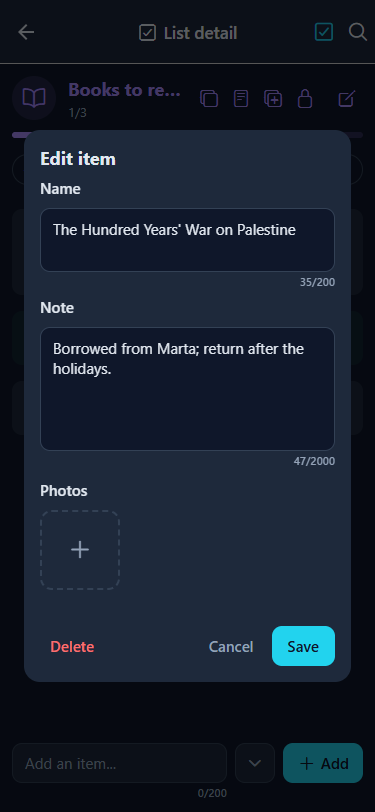 List detail
Books to re...
1/3
Edit item
Name
The Hundred Years' War on Palestine
35/200
Note
Borrowed from Marta; return after the
holidays.
47/2000
Photos
Delete
Cancel
Save
Add an item...
Add
0/200